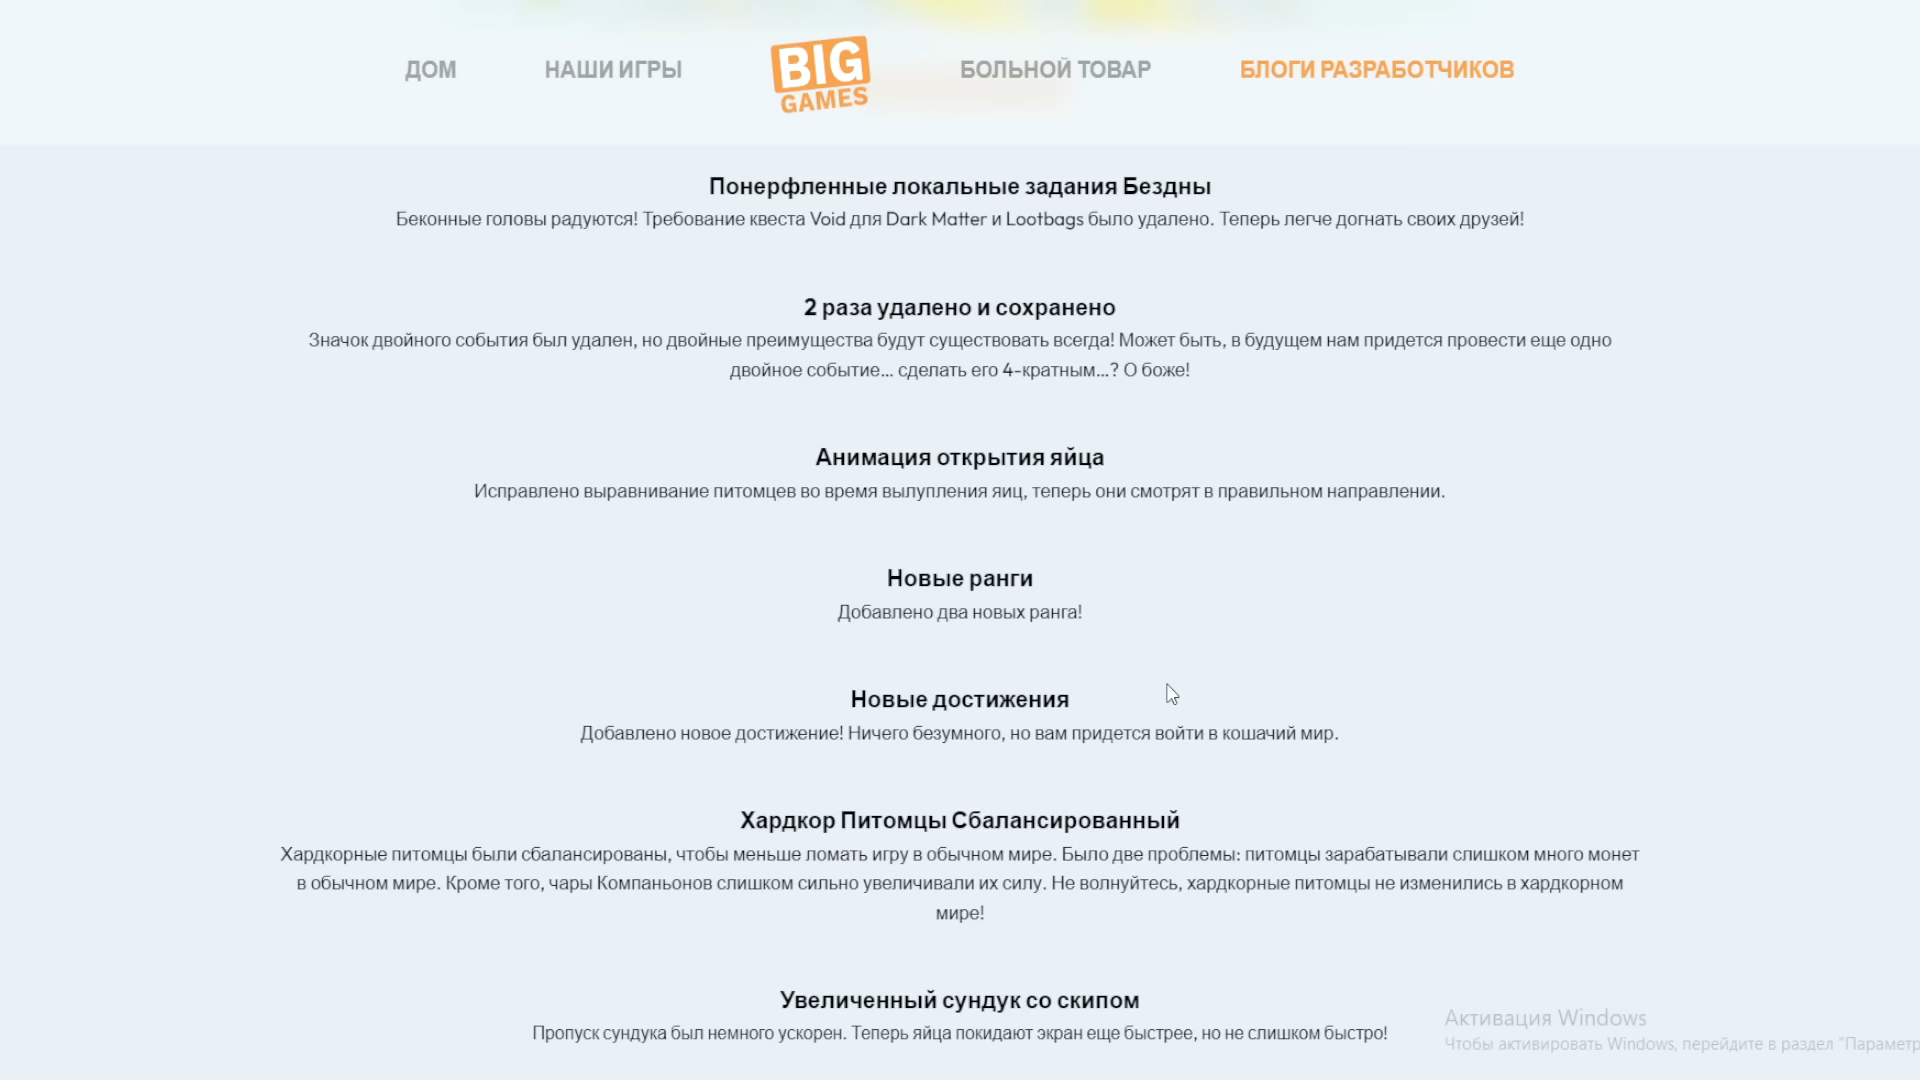 ДОМ
НАШИ ИГРЫ
BIG
GAMES
БОЛЬНОЙ ТОВАР
БЛОГИ РАЗРАБОТЧИКОВ
Понерфленные локальные задания Бездны
Беконные головы радуются! Требование квеста Void для Dark Matter и Lootbags было удалено. Теперь легче догнать своих друзей!
2 раза удалено и сохранено
Значок двойного события был удален, но двойные преимущества будут существовать всегда! Может быть, в будущем нам придется провести еще одно
двойное событие... сделать его 4-кратным...? О боже!
Анимация открытия яйца
Исправлено выравнивание питомцев во время вылупления яиц, теперь они смотрят в правильном направлении.
Новые ранги
Добавлено два новых ранга!
Новые достижения
Добавлено новое достижение! Ничего безумного, но вам придется войти в кошачий мир.
Хардкор Питомцы Сбалансированный
Хардкорные питомцы были сбалансированы, чтобы меньше ломать игру в обычном мире. Было две проблемы: питомцы зарабатывали слишком много монет
в обычном мире. Кроме того, чары Компаньонов слишком сильно увеличивали их силу. Не волнуйтесь, хардкорные питомцы не изменились в хардкорном
мире!
Увеличенный сундук со скипом
Пропуск сундука был немного ускорен. Теперь яйца покидают экран еще быстрее, но не слишком быстро!
Активация Windows
Чтобы активировать Windows, перейдите в раздел "Параметр